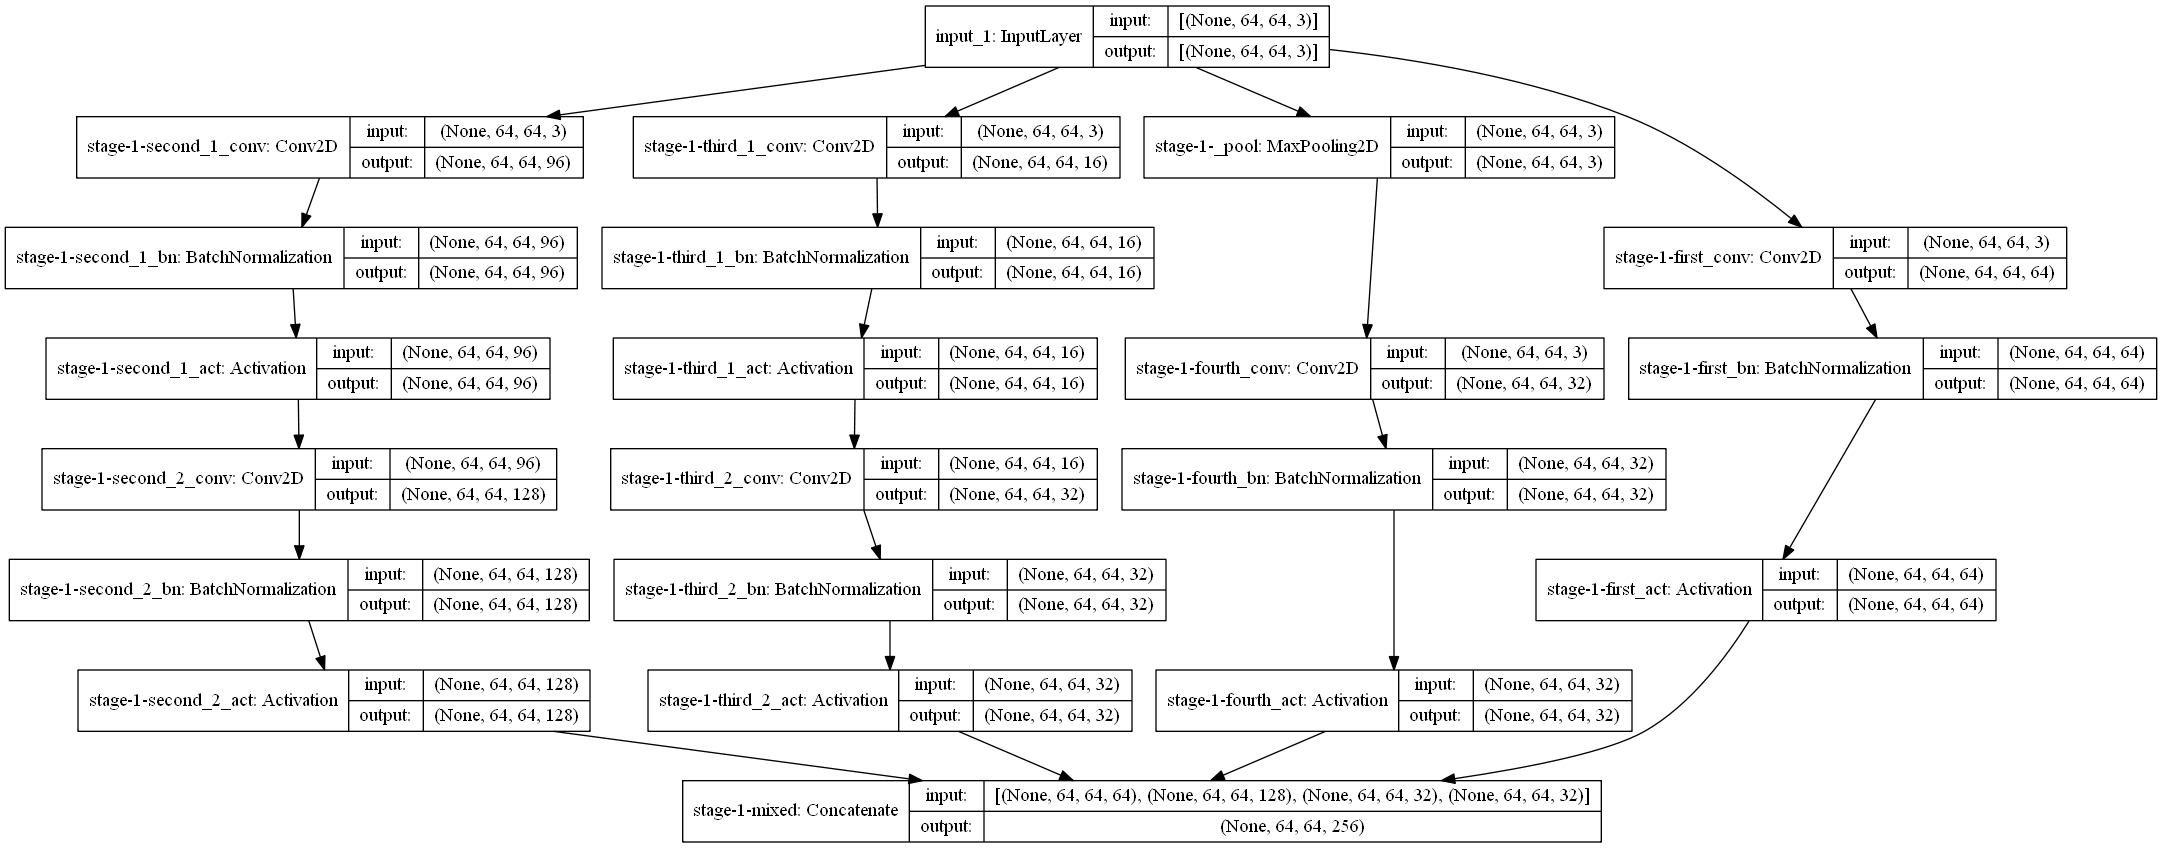 input_1: InputLayer
input: [(None, 64, 64, 3)]
output: [(None, 64, 64, 3)]
stage-1-second_1_conv: Conv2D
input: (None, 64, 64, 3)
output: (None, 64, 64, 96)
stage-1-third_1_conv: Conv2D
input: (None, 64, 64, 3)
output: (None, 64, 64, 16)
stage-1-_pool: MaxPooling2D
input: (None, 64, 64, 3)
output: (None, 64, 64, 3)
stage-1-second_1_bn: BatchNormalization
input: (None, 64, 64, 96)
output: (None, 64, 64, 96)
stage-1-third_1_bn: BatchNormalization
input: (None, 64, 64, 16)
output: (None, 64, 64, 16)
stage-1-first_conv: Conv2D
input: (None, 64, 64, 3)
output: (None, 64, 64, 64)
stage-1-second_1_act: Activation
input: (None, 64, 64, 96)
output: (None, 64, 64, 96)
stage-1-third_1_act: Activation
input: (None, 64, 64, 16)
output: (None, 64, 64, 16)
stage-1-fourth_conv: Conv2D
input: (None, 64, 64, 3)
output: (None, 64, 64, 32)
stage-1-first_bn: BatchNormalization
input: (None, 64, 64, 64)
output: (None, 64, 64, 64)
stage-1-second_2_conv: Conv2D
input: (None, 64, 64, 96)
output: (None, 64, 64, 128)
stage-1-third_2_conv: Conv2D
input: (None, 64, 64, 16)
output: (None, 64, 64, 32)
stage-1-fourth_bn: BatchNormalization
input: (None, 64, 64, 32)
output: (None, 64, 64, 32)
stage-1-second_2_bn: BatchNormalization
input: (None, 64, 64, 128)
output: (None, 64, 64, 128)
stage-1-third_2_bn: BatchNormalization
input: (None, 64, 64, 32)
output: (None, 64, 64, 32)
stage-1-first_act: Activation
input: (None, 64, 64, 64)
output: (None, 64, 64, 64)
stage-1-second_2_act: Activation
input: (None, 64, 64, 128)
output: (None, 64, 64, 128)
stage-1-third_2_act: Activation
input: (None, 64, 64, 32)
output: (None, 64, 64, 32)
stage-1-fourth_act: Activation
input: (None, 64, 64, 32)
output: (None, 64, 64, 32)
stage-1-mixed: Concatenate
input: [(None, 64, 64, 64), (None, 64, 64, 128), (None, 64, 64, 32), (None, 64, 64, 32)]
output: (None, 64, 64, 256)